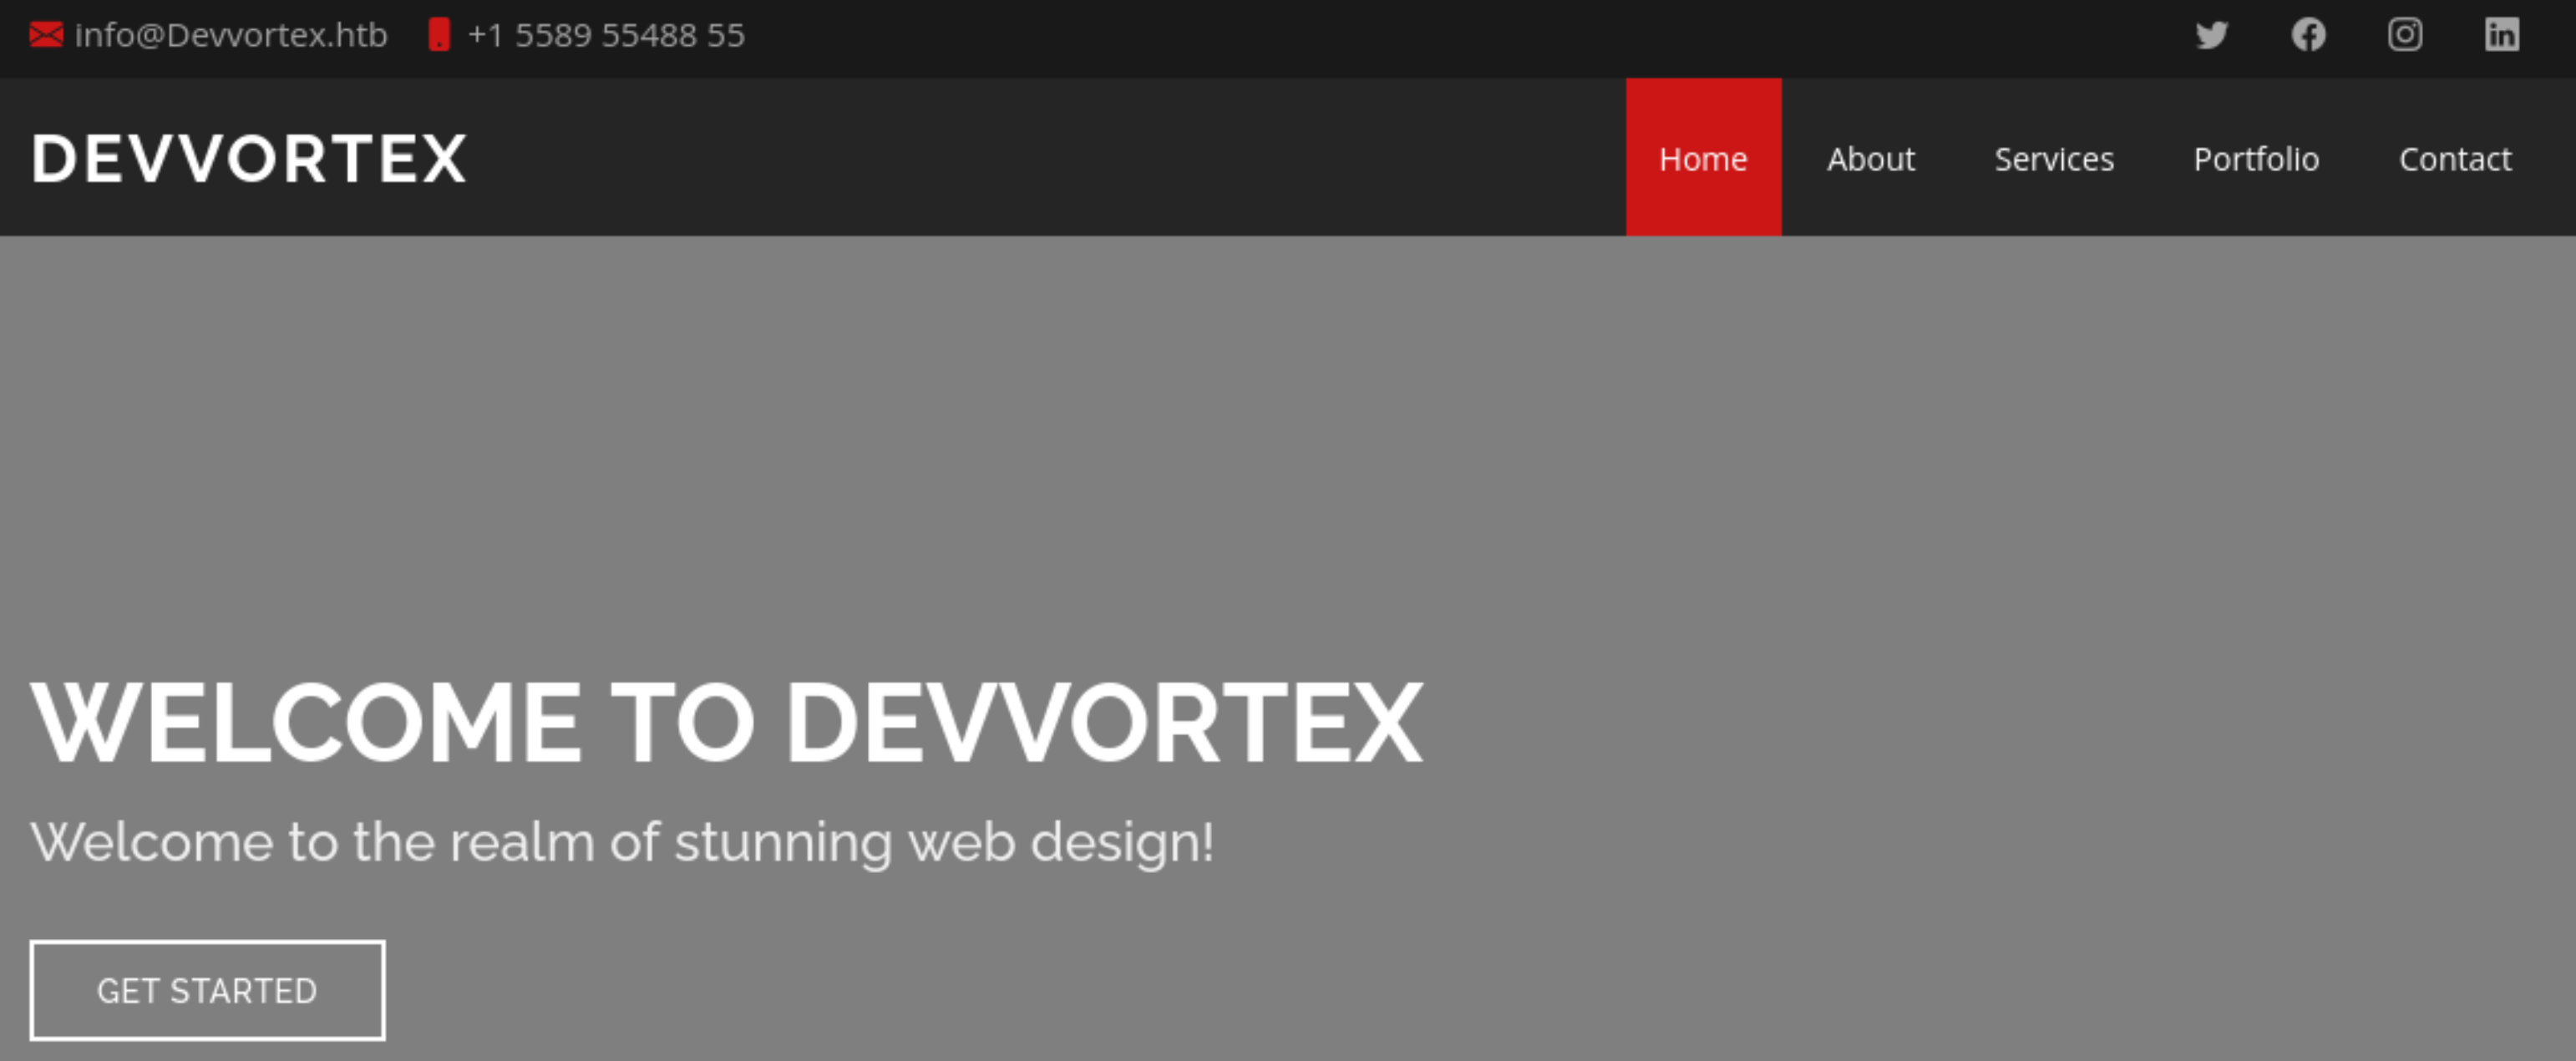 info@Devvortex.htb +1 5589 55488 55
DEVVORTEX Home About Services Portfolio Contact
WELCOME TO DEVVORTEX
Welcome to the realm of stunning web design!
GET STARTED